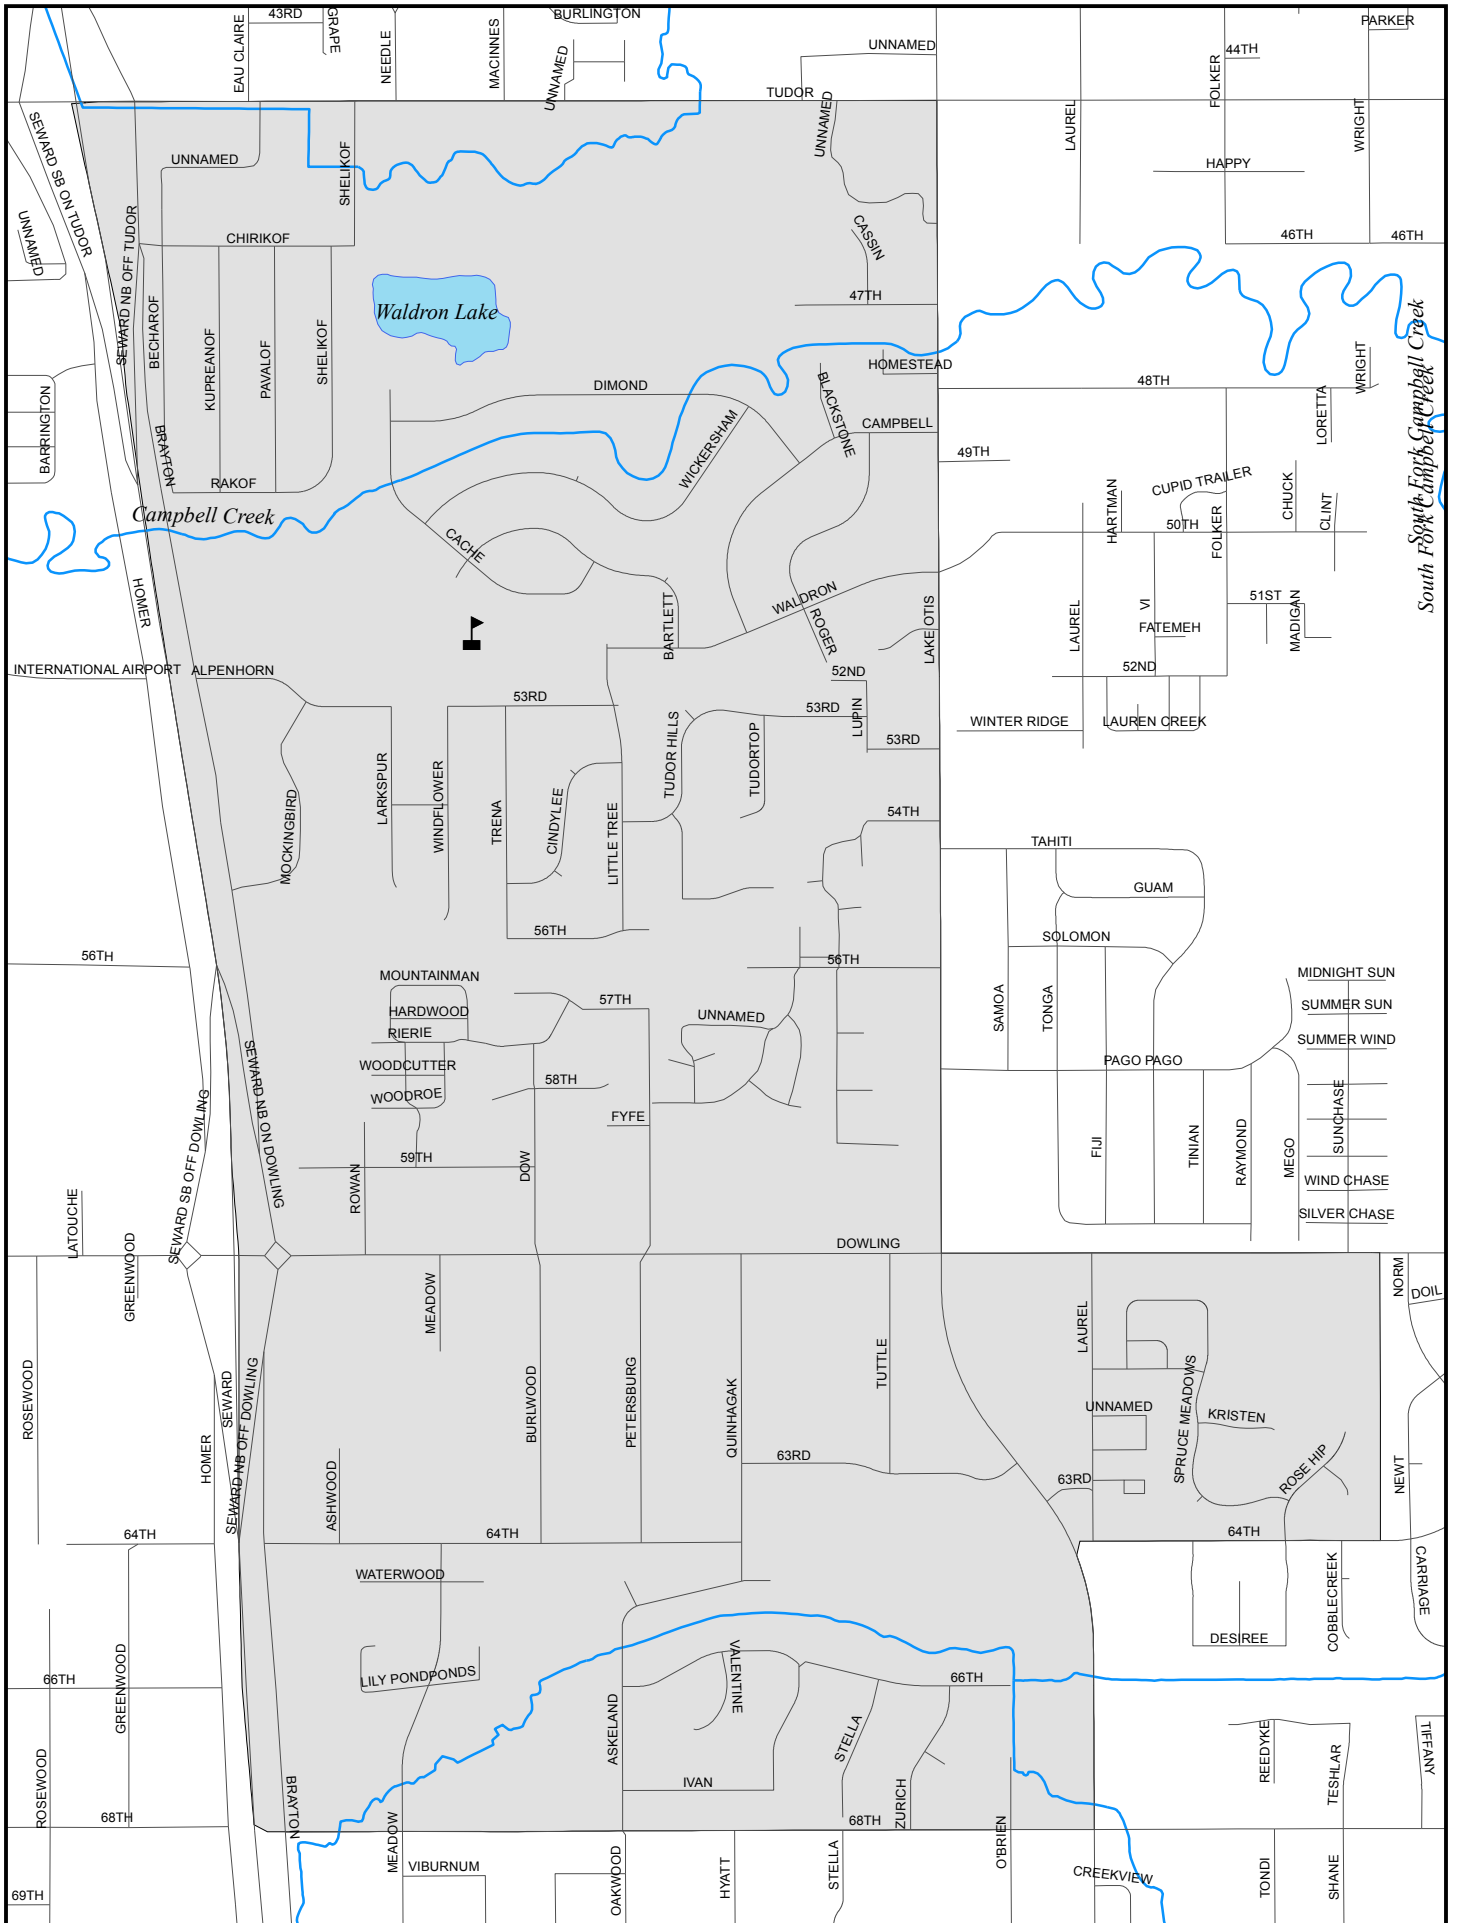 43RD
BURLINGTON
PARKER
EAU CLAIRE
GRAPE
NEEDLE
MACINNES
UNNAMED
UNNAMED
44TH
FOLKER
TUDOR
UNNAMED
LAUREL
WRIGHT
SEWARD SB ON TUDOR
UNNAMED
SHELIKOF
HAPPY
UNNAMED
SEWARD NB OFF TUDOR
CHIRIKOF
CASSIN
46TH
46TH
47TH
Waldron Lake
BECHAROF
KUPREANOF
PAVALOF
SHELIKOF
South Fork Campbell Creek
South Fork Campbell Creek
HOMESTEAD
WRIGHT
DIMOND
48TH
BARRINGTON
BLACKSTONE
LORETTA
CAMPBELL
WICKERSHAM
BRAYTON
49TH
RAKOF
CUPID TRAILER
HARTMAN
CHUCK
CLINT
Campbell Creek
50TH
FOLKER
CACHE
HOMER
WALDRON
ROGER
BARTLETT
LAKE OTIS
LAUREL
VI
51ST
MADIGAN
FATEMEH
INTERNATIONAL AIRPORT
ALPENHORN
52ND
52ND
53RD
53RD
LUPIN
WINTER RIDGE
LAUREN CREEK
53RD
TUDOR HILLS
TUDORTOP
LARKSPUR
WINDFLOWER
MOCKINGBIRD
TRENA
CINDYLEE
LITTLE TREE
54TH
TAHITI
GUAM
56TH
SOLOMON
56TH
56TH
MOUNTAINMAN
MIDNIGHT SUN
57TH
HARDWOOD
UNNAMED
SAMOA
TONGA
SUMMER SUN
RIERIE
SUMMER WIND
WOODCUTTER
PAGO PAGO
58TH
WOODROE
SEWARD NB ON DOWLING
SEWARD SB OFF DOWLING
FYFE
SUNCHASE
FIJI
TINIAN
RAYMOND
MEGO
59TH
ROWAN
DOW
WIND CHASE
LATOUCHE
SILVER CHASE
GREENWOOD
DOWLING
NORM
DOIL
MEADOW
LAUREL
ROSEWOOD
SEWARD
SEWARD NB OFF DOWLING
BURLWOOD
PETERSBURG
QUINHAGAK
TUTTLE
SPRUCE MEADOWS
UNNAMED
KRISTEN
HOMER
63RD
63RD
ROSE HIP
NEWT
ASHWOOD
64TH
64TH
64TH
WATERWOOD
CARRIAGE
COBBLECREEK
DESIREE
GREENWOOD
66TH
LILY PONDPONDS
VALENTINE
66TH
ASKELAND
STELLA
REEDYKE
TIFFANY
TESHLAR
IVAN
ROSEWOOD
BRAYTON
ZURICH
68TH
68TH
MEADOW
O'BRIEN
VIBURNUM
OAKWOOD
HYATT
STELLA
CREEKVIEW
TONDI
SHANE
69TH